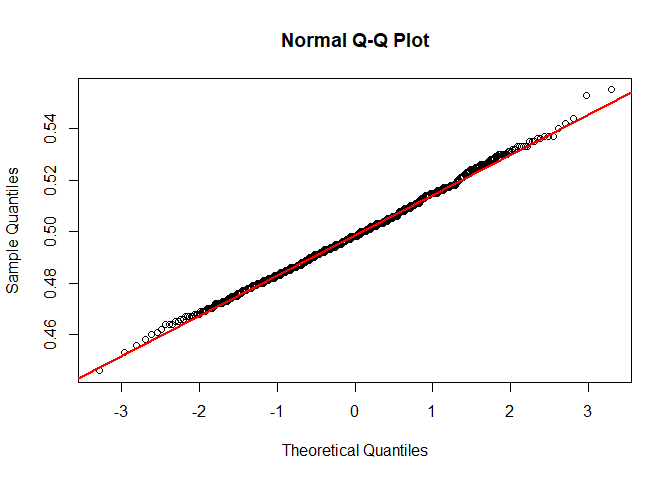 Normal Q-Q Plot
Sample Quantiles
0.54
0.52
0.50
0.48
0.46
-3 -2 -1 0 1 2 3
Theoretical Quantiles